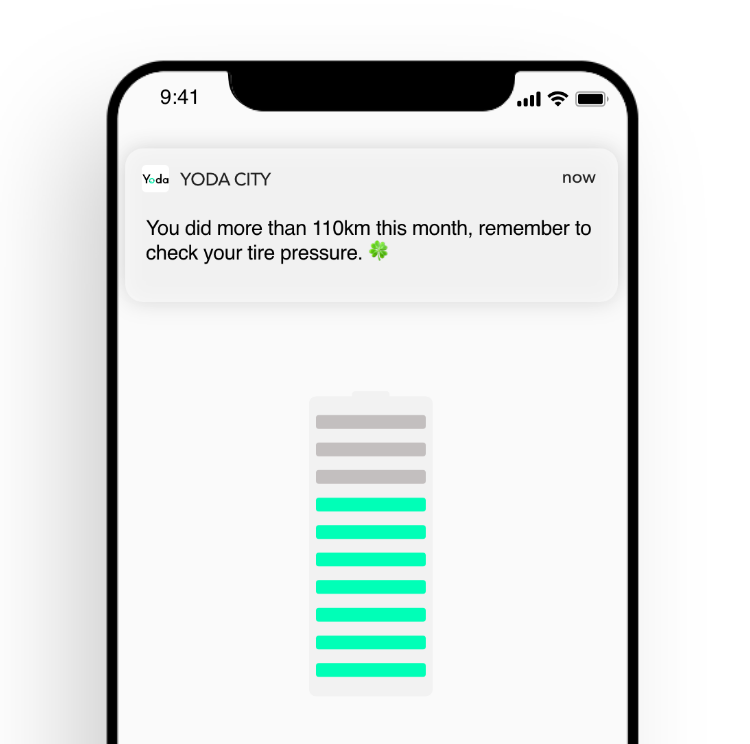 9:41
Yoda YODA CITY now
You did more than 110km this month, remember to
check your tire pressure. 🍀